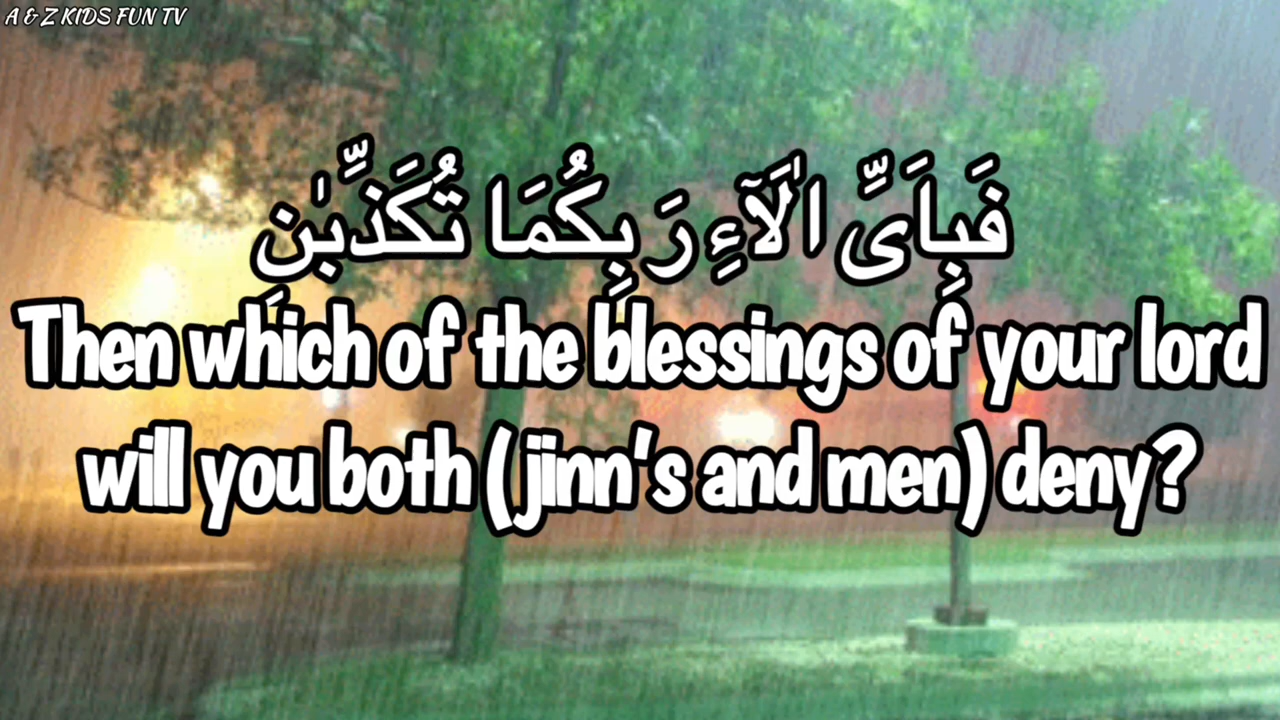 A & Z KIDS FUN TV
فَبِاَىِّ اٰلَآءِ رَبِكُمَا تُكَذِّبٰنِ
Then which of the blessings of your lord
will you both (jinn's and men) deny?